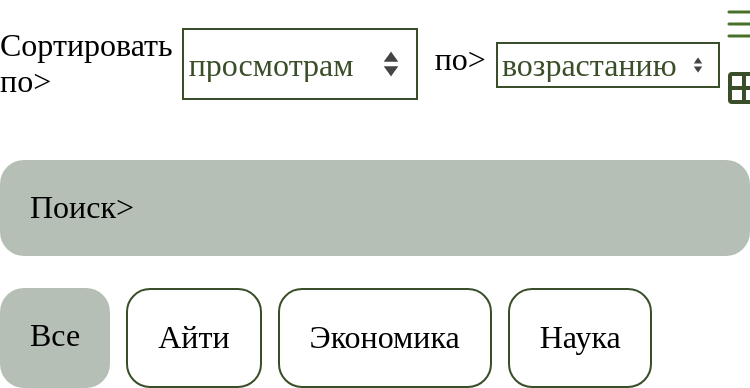 Сортировать
по>
просмотрам
по>
возрастанию
Поиск>
Все
Айти
Экономика
Наука